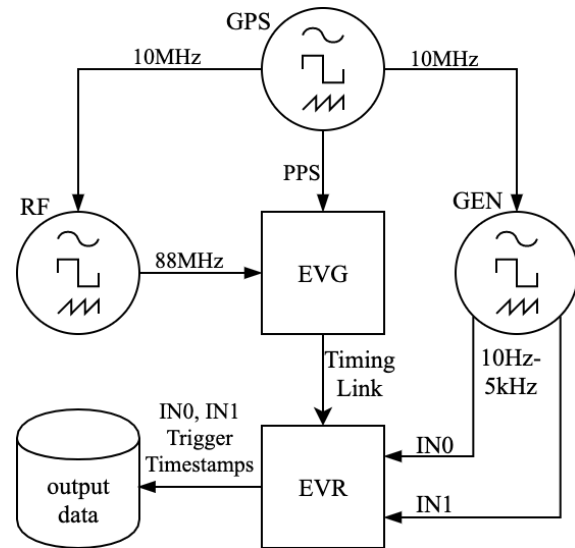 GPS
10MHz
10MHz
PPS
RF
GEN
88MHz
EVG
Timing
Link
10Hz-
5kHz
IN0, IN1
Trigger
Timestamps
IN0
output
data
EVR
IN1